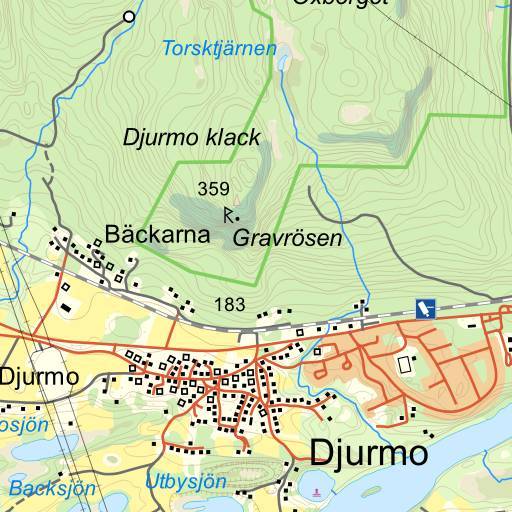 Oxberget
Torsktjärnen
Djurmo klack
359
R.
Bäckarna
Gravrösen
183
Djurmo
Djurmo
osjön
Utbysjön
Backsjön